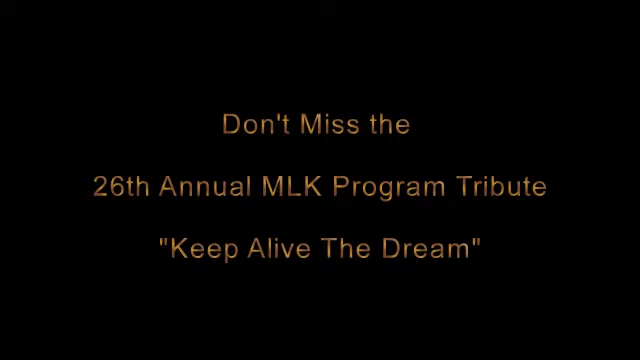 Don't Miss the
26th Annual MLK Program Tribute
"Keep Alive The Dream"